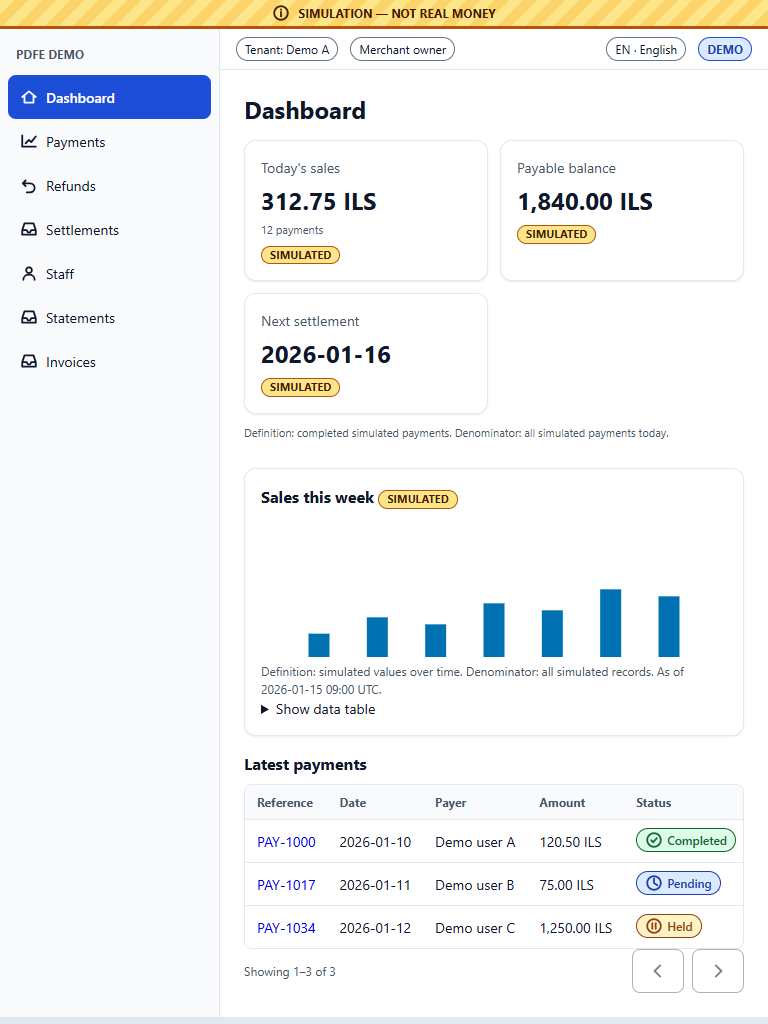 SIMULATION — NOT REAL MONEY
PDFE DEMO
Tenant: Demo A
Merchant owner
EN · English
DEMO
Dashboard
Payments
Refunds
Settlements
Staff
Statements
Invoices
Dashboard
Today's sales
312.75 ILS
12 payments
SIMULATED
Payable balance
1,840.00 ILS
SIMULATED
Next settlement
2026-01-16
SIMULATED
Definition: completed simulated payments. Denominator: all simulated payments today.
Sales this week SIMULATED
Definition: simulated values over time. Denominator: all simulated records. As of
2026-01-15 09:00 UTC.
Show data table
Latest payments
Reference Date Payer Amount Status
PAY-1000 2026-01-10 Demo user A 120.50 ILS Completed
PAY-1017 2026-01-11 Demo user B 75.00 ILS Pending
PAY-1034 2026-01-12 Demo user C 1,250.00 ILS Held
Showing 1–3 of 3